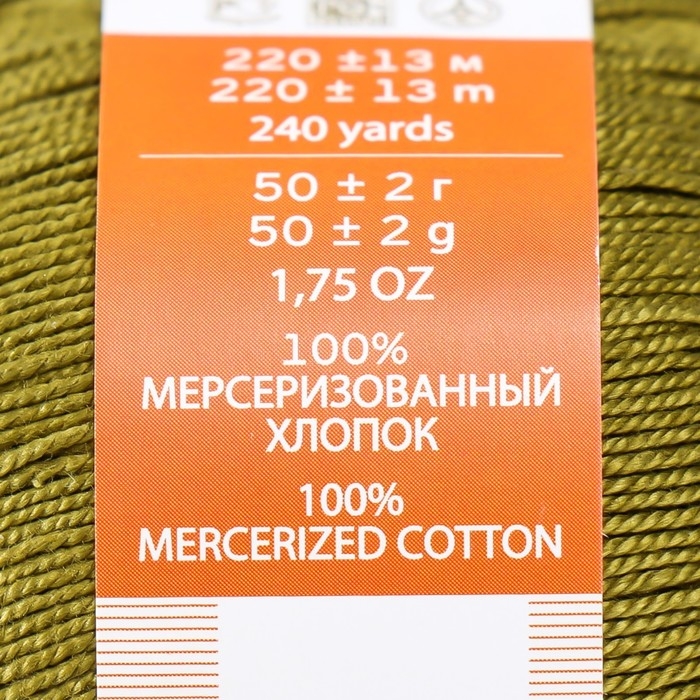 220 ±13 м
220 ± 13 m
240 yards
50 ± 2 г
50 ± 2 g
1,75 OZ
100%
МЕРСЕРИЗОВАННЫЙ
ХЛОПОК
100%
MERCERIZED COTTON